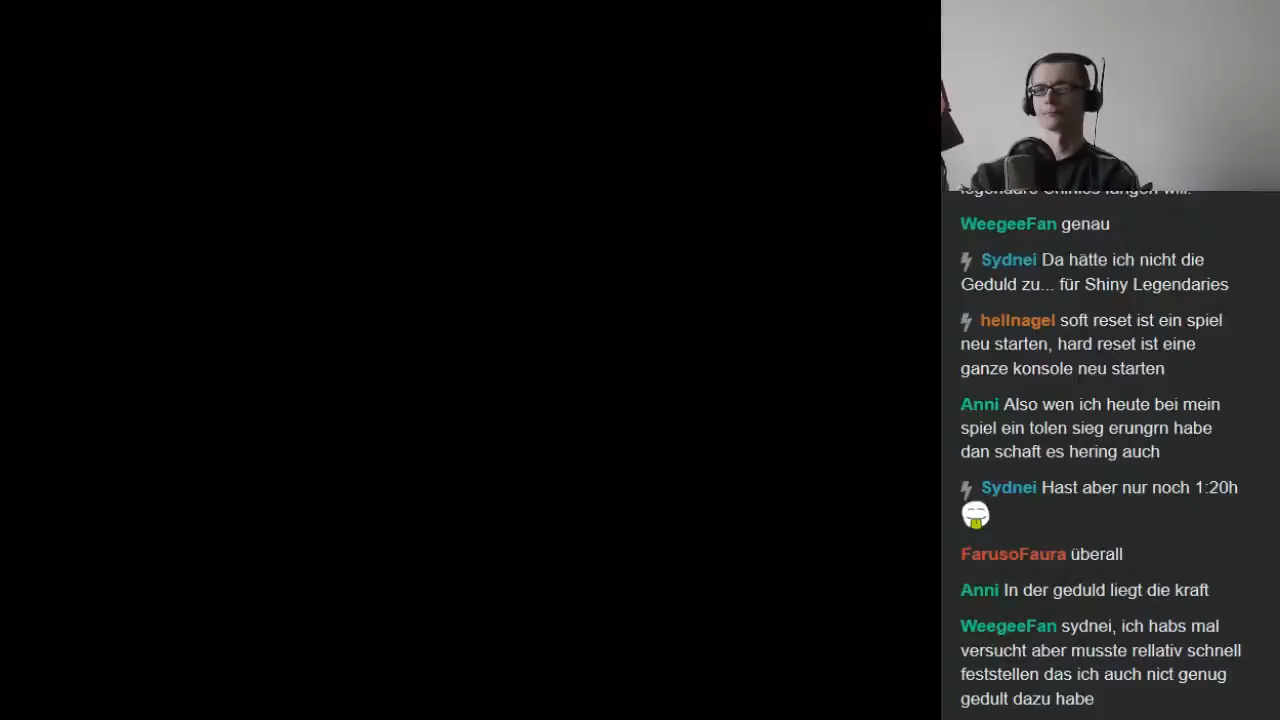 WeegeeFan genau
Sydnei Da hätte ich nicht die
Geduld zu... für Shiny Legendaries
hellnagel soft reset ist ein spiel
neu starten, hard reset ist eine
ganze konsole neu starten
Anni Also wen ich heute bei mein
spiel ein tolen sieg erungrn habe
dan schaft es hering auch
Sydnei Hast aber nur noch 1:20h
FarusoFaura überall
Anni In der geduld liegt die kraft
WeegeeFan sydnei, ich habs mal
versucht aber musste rellativ schnell
feststellen das ich auch nict genug
gedult dazu habe